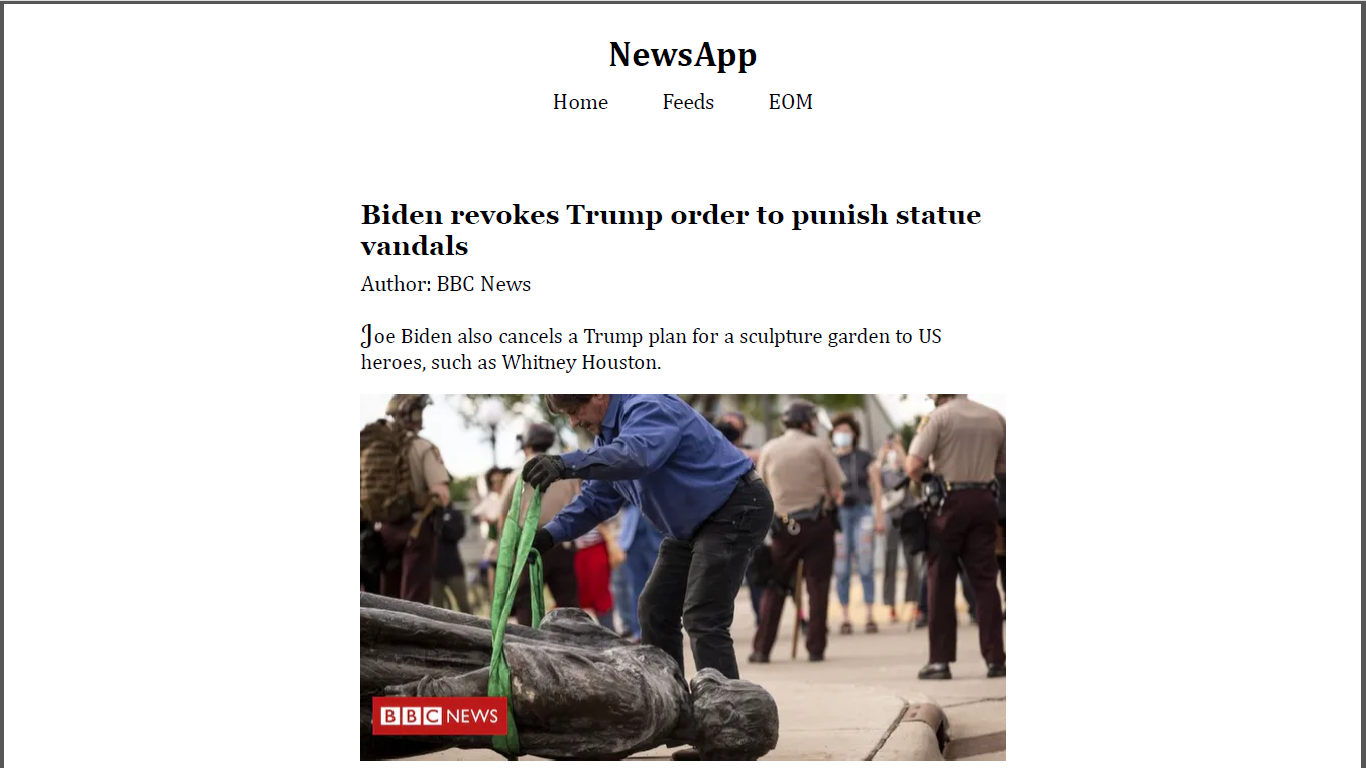 NewsApp
Home Feeds EOM
Biden revokes Trump order to punish statue
vandals
Author: BBC News
Joe Biden also cancels a Trump plan for a sculpture garden to US
heroes, such as Whitney Houston.
BBC NEWS